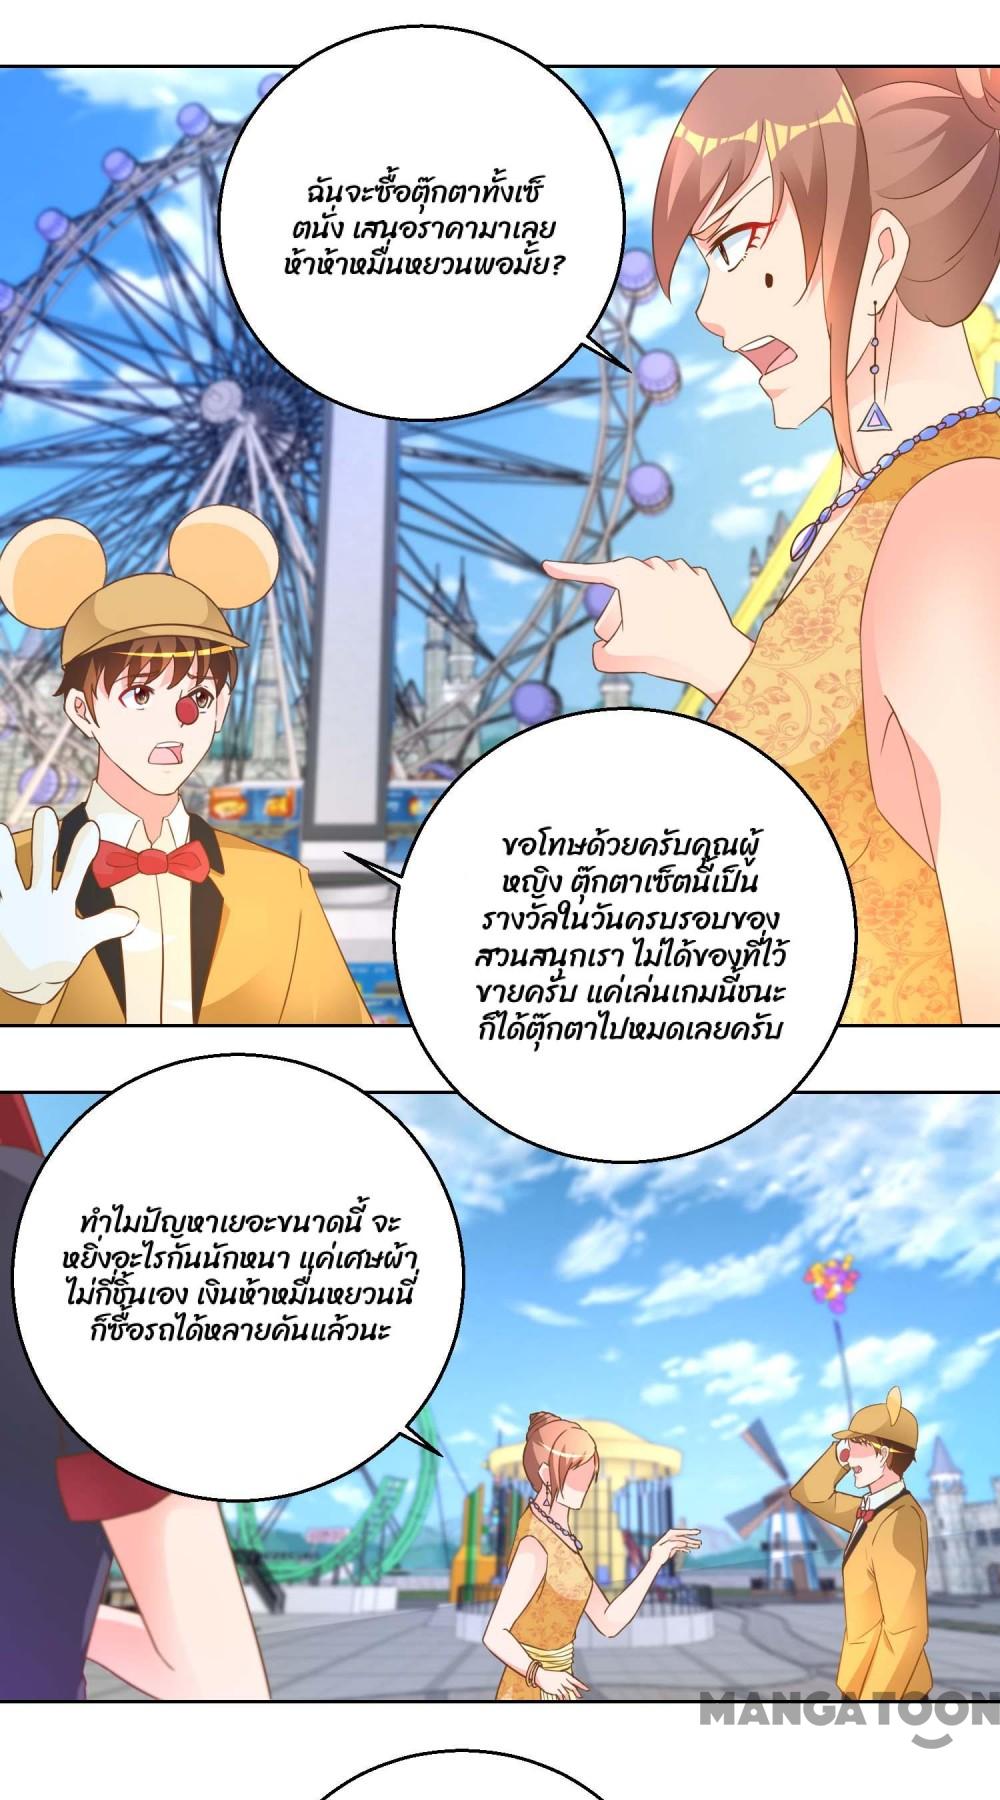 ฉันจะซื้อตุ๊กตาทั้งเซ็
ตนั่ง เสนอราคามาเลย
ห้าห้าหมื่นหยวนพอมั้ย?
ขอโทษด้วยครับคุณผู้
หญิง ตุ๊กตาเซ็ตนี้เป็น
รางวัลในวันครบรอบของ
สวนสนุกเรา ไม่ได้ของที่ไว้
ขายครับ แค่เล่นเกมนี้ชนะ
ก็ได้ตุ๊กตาไปหมดเลยครับ
ทำไมปัญหาเยอะขนาดนี้ จะ
หยิ่งอะไรกันนักหนา แค่เศษผ้า
ไม่กี่ชิ้นเอง เงินห้าหมื่นหยวนนี่
ก็ซื้อรถได้หลายคันแล้วนะ
MANGATOON